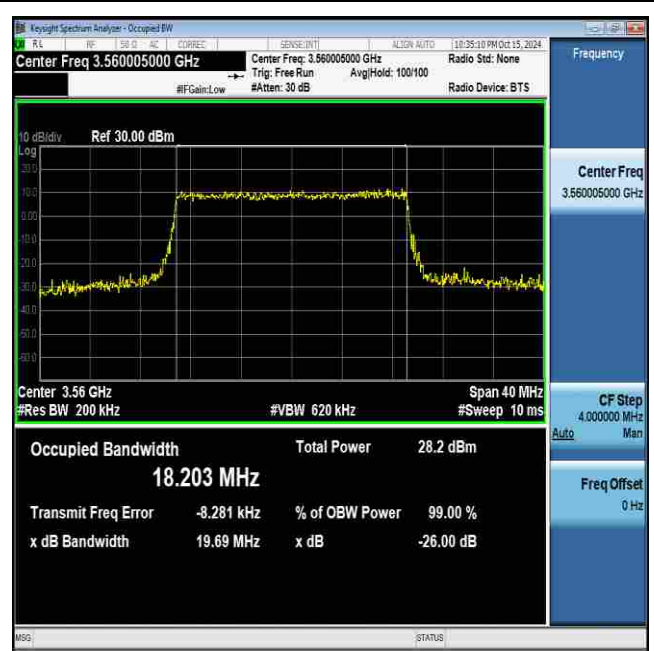 Keysight Spectrum Analyzer - Occupied BW
RL RF 50 Ω AC CORREC SENSE:INT ALIGN AUTO 10:35:10 PM Oct 15, 2024
Center Freq 3.560005000 GHz
Center Freq: 3.560005000 GHz
Radio Std: None
Trig: Free Run Avg|Hold: 100/100
#IFGain:Low #Atten: 30 dB Radio Device: BTS
Frequency
10 dB/div Ref 30.00 dBm
Log
20.0
10.0
0.00
-10.0
-20.0
-30.0
-40.0
-50.0
-60.0
Center Freq
3.560005000 GHz
Center 3.56 GHz Span 40 MHz
#Res BW 200 kHz #VBW 620 kHz #Sweep 10 ms
CF Step
4.000000 MHz
Auto Man
Freq Offset
0 Hz
Occupied Bandwidth Total Power 28.2 dBm
18.203 MHz
Transmit Freq Error -8.281 kHz % of OBW Power 99.00 %
x dB Bandwidth 19.69 MHz x dB -26.00 dB
MSG STATUS